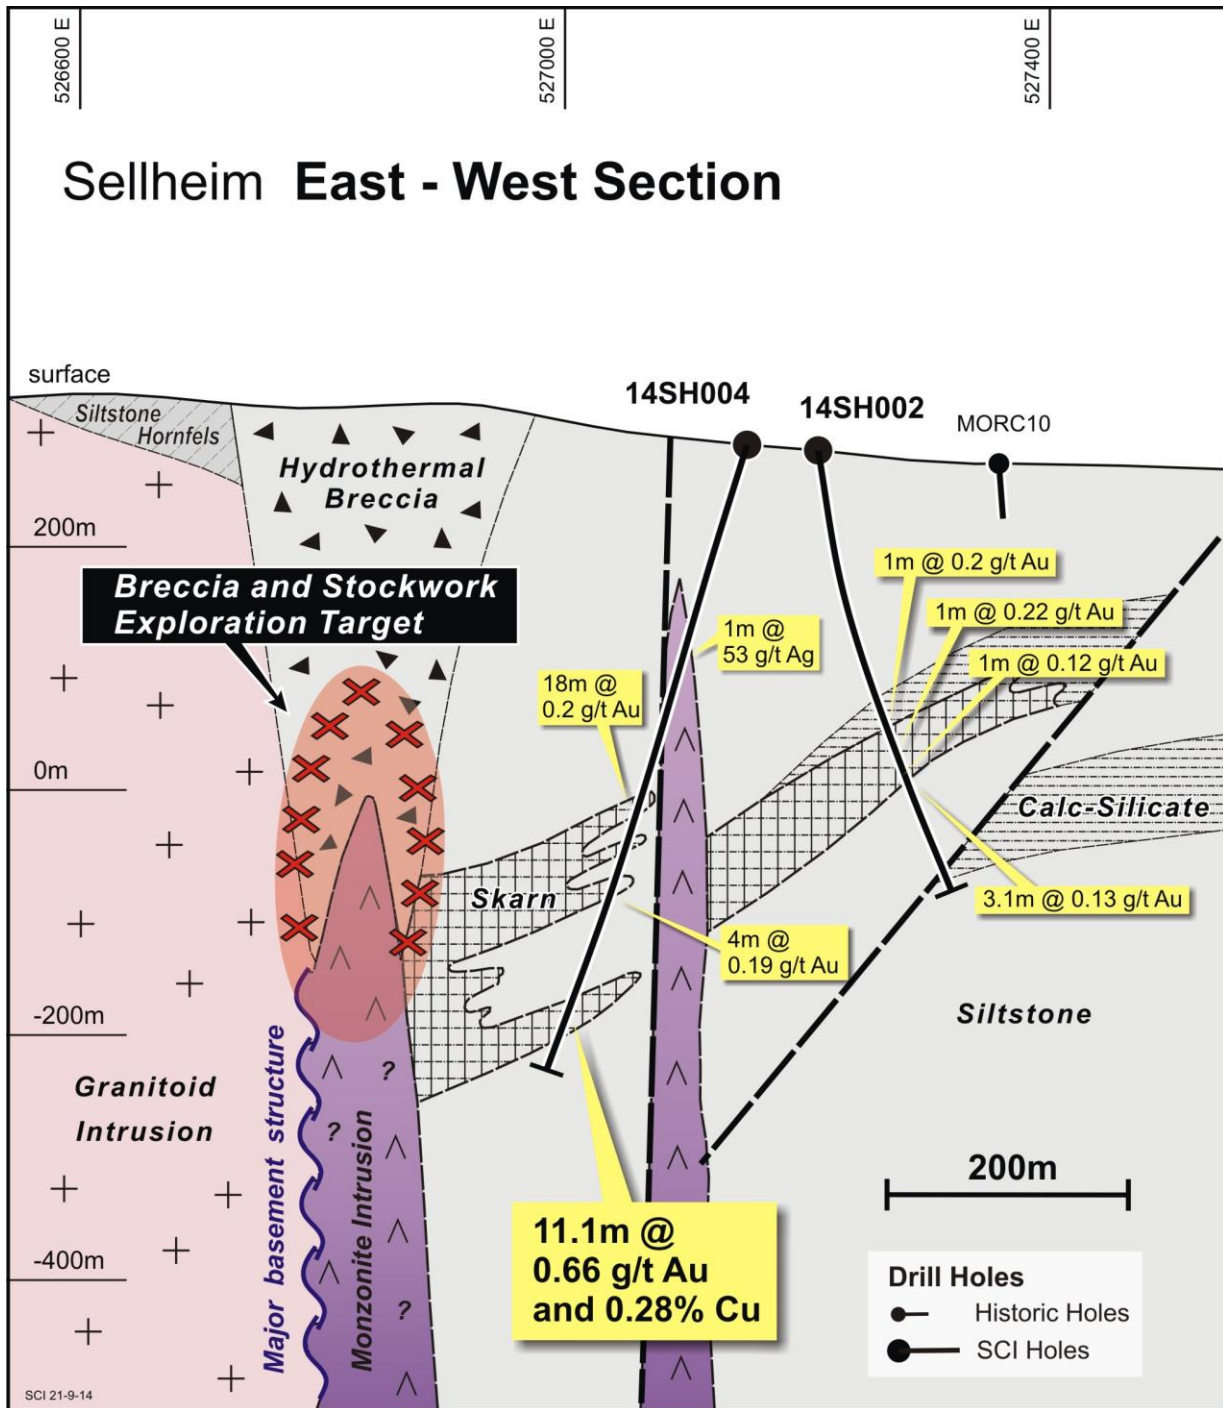 526600 E
527000 E
527400 E
Sellheim East - West Section
surface
14SH004
14SH002
MORC10
Siltstone
Hornfels
Hydrothermal
Breccia
200m
Breccia and Stockwork
Exploration Target
1m @ 0.2 g/t Au
1m @ 0.22 g/t Au
1m @
53 g/t Ag
1m @ 0.12 g/t Au
18m @
0.2 g/t Au
0m
Calc-Silicate
Skarn
3.1m @ 0.13 g/t Au
4m @
0.19 g/t Au
-200m
Siltstone
Granitoid
Intrusion
Major basement structure
Monzonite Intrusion
?
?
?
200m
11.1m @
0.66 g/t Au
and 0.28% Cu
-400m
Drill Holes
Historic Holes
SCI Holes
SCI 21-9-14